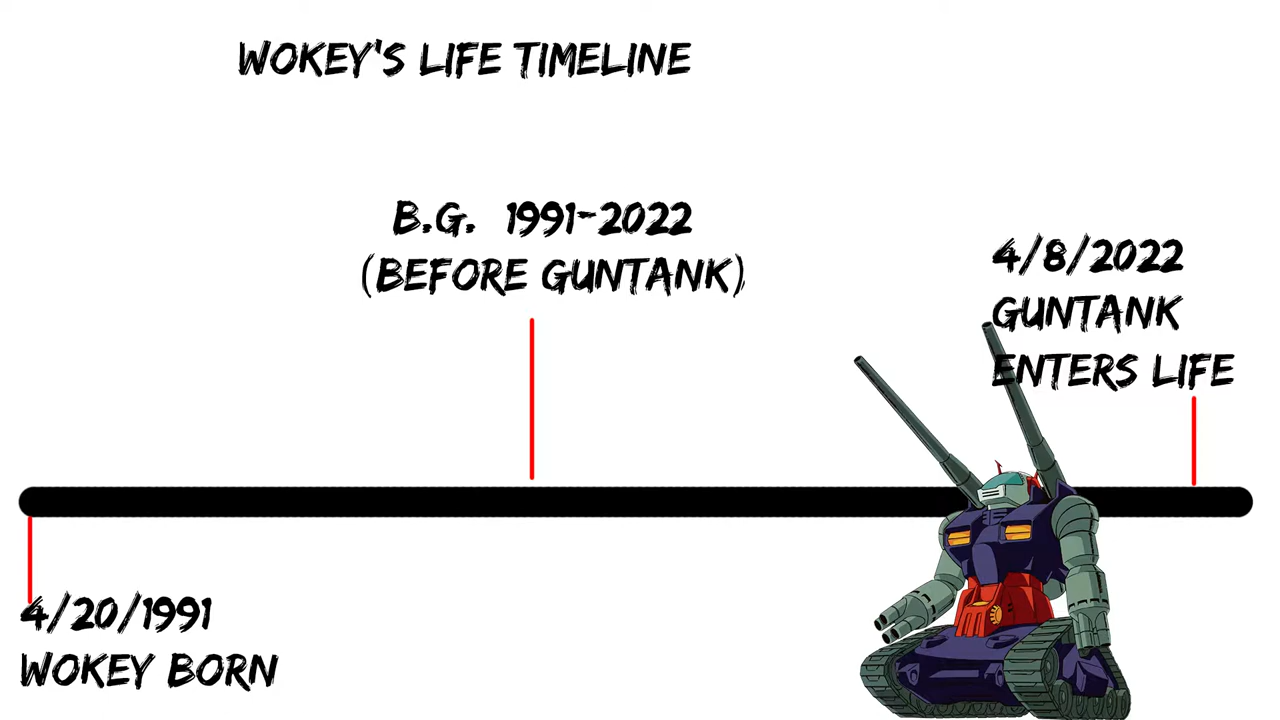 WOKEY'S LIFE TIMELINE
B.G. 1991-2022
(BEFORE GUNTANK)
4/8/2022
GUNTANK
ENTERS LIFE
4/20/1991
WOKEY BORN